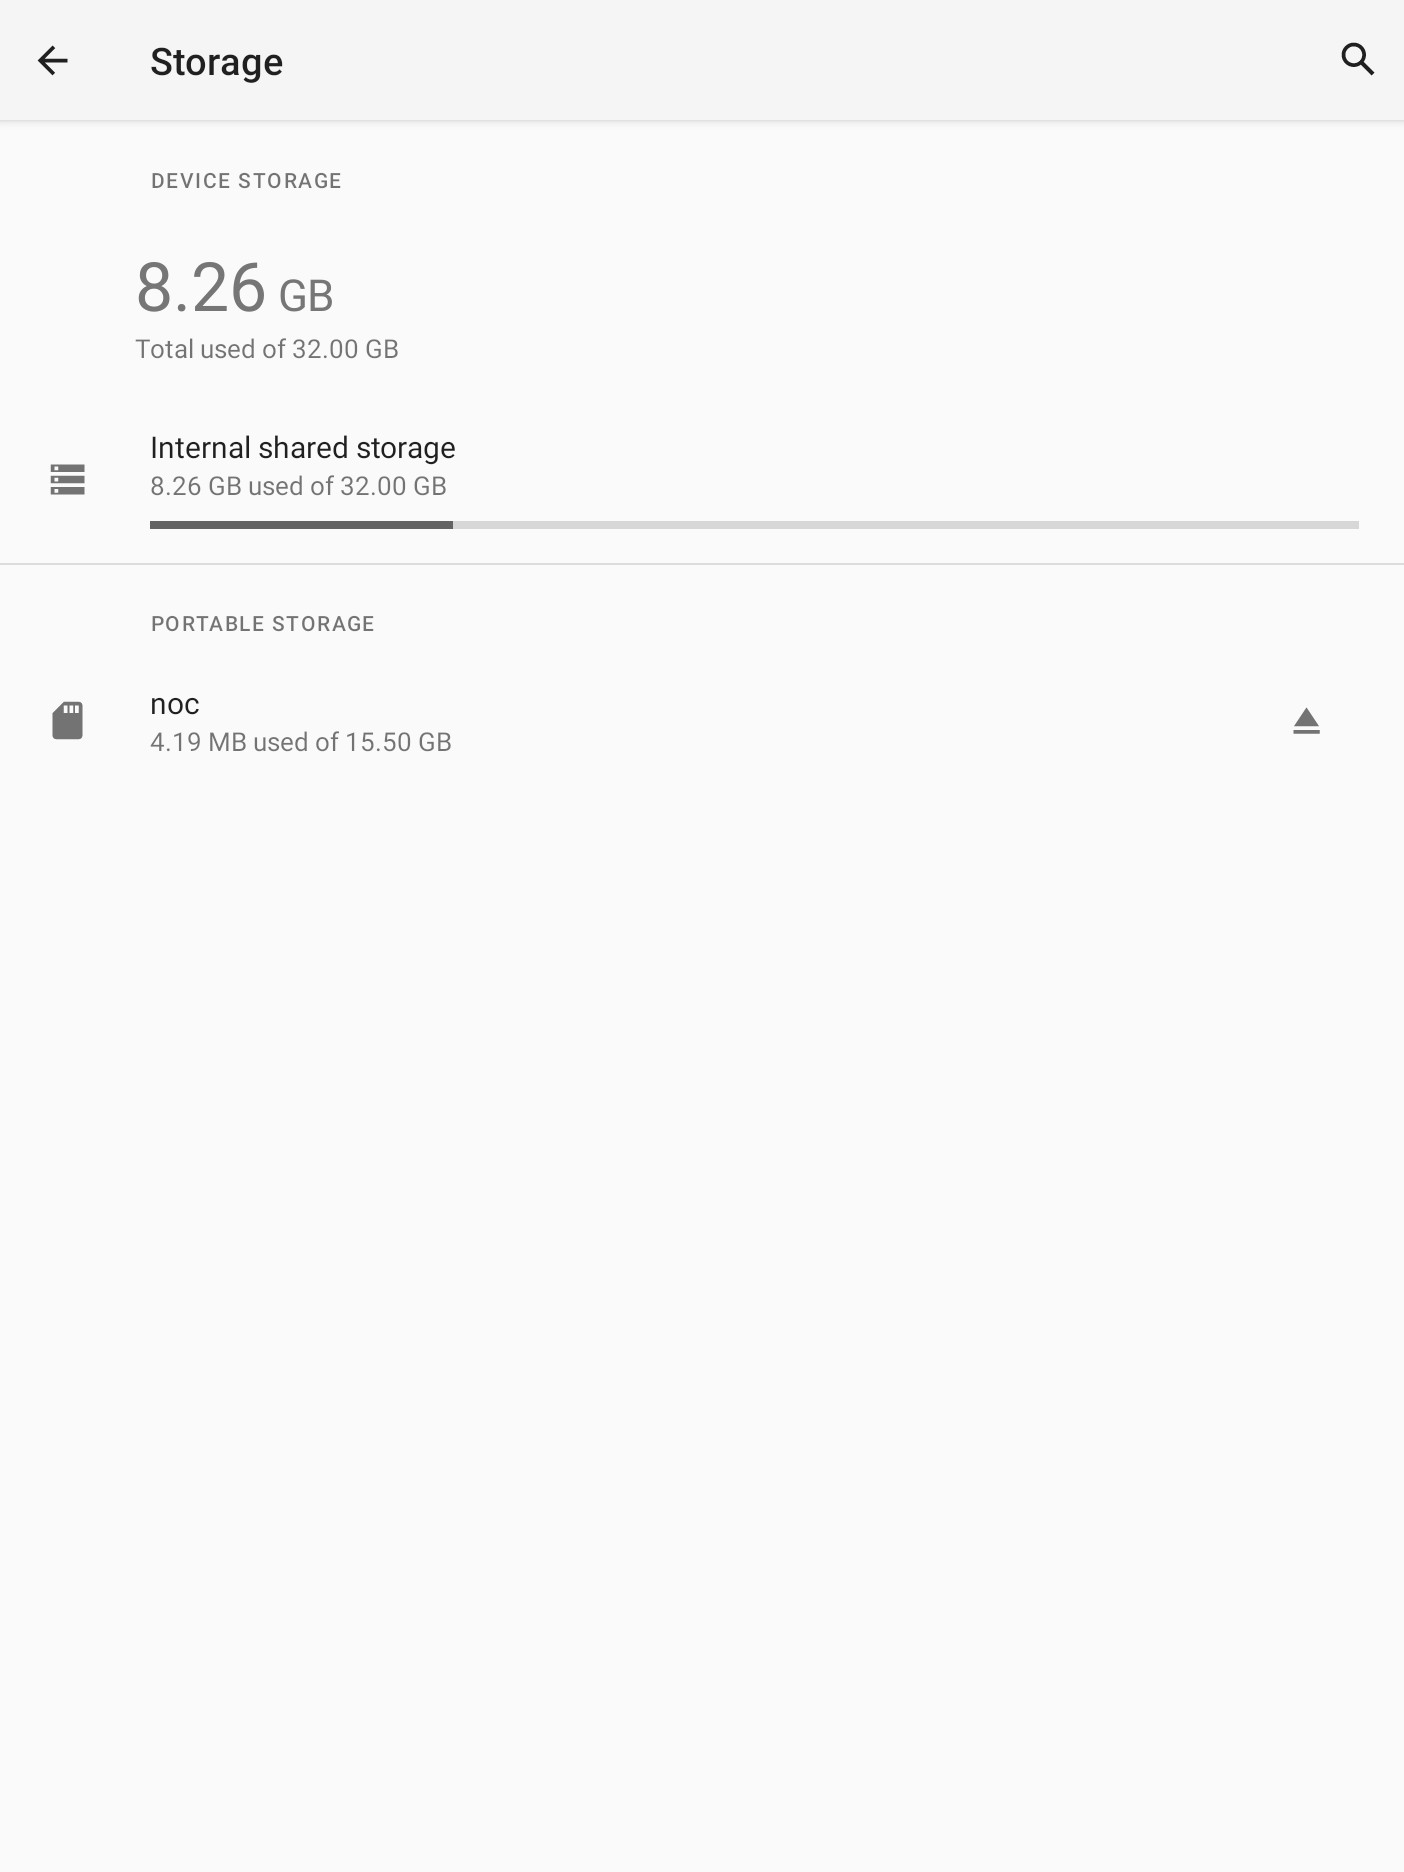 Storage
DEVICE STORAGE
8.26 GB
Total used of 32.00 GB
Internal shared storage
8.26 GB used of 32.00 GB
PORTABLE STORAGE
noc
4.19 MB used of 15.50 GB